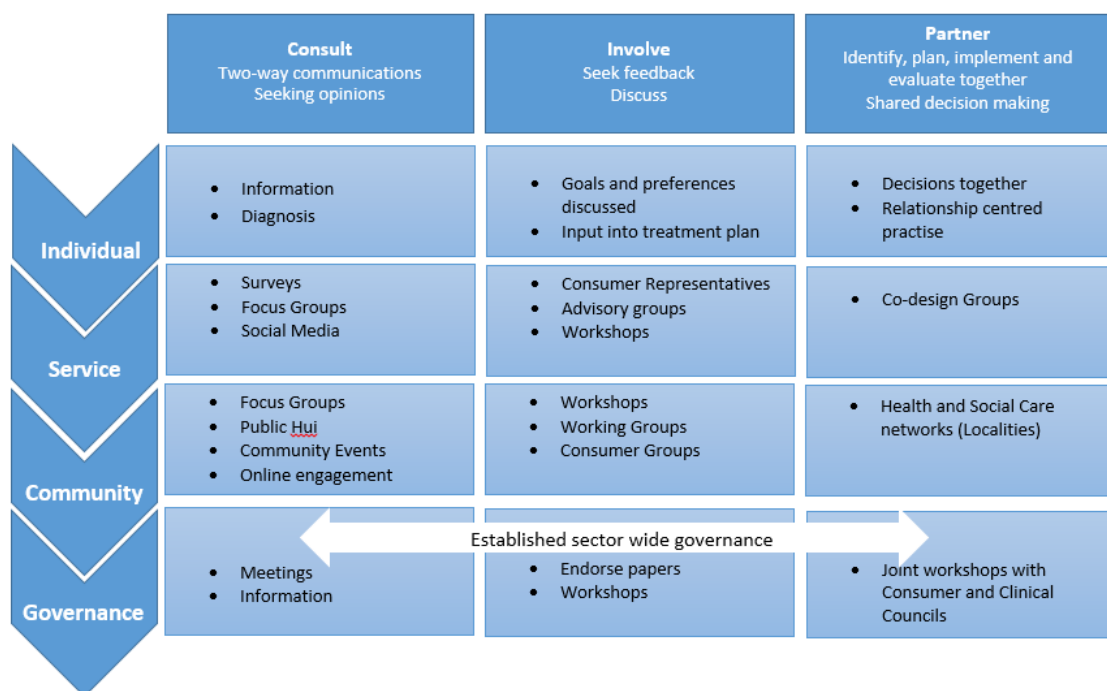 Consult
Two-way communications
Seeking opinions
Involve
Seek feedback
Discuss
Partner
Identify, plan, implement and
evaluate together
Shared decision making
Individual
• Information
• Diagnosis
• Goals and preferences
discussed
• Input into treatment plan
• Decisions together
• Relationship centred
practise
Service
• Surveys
• Focus Groups
• Social Media
• Consumer Representatives
• Advisory groups
• Workshops
• Co-design Groups
Community
• Focus Groups
• Public Hui
• Community Events
• Online engagement
• Workshops
• Working Groups
• Consumer Groups
• Health and Social Care
networks (Localities)
Established sector wide governance
Governance
• Meetings
• Information
• Endorse papers
• Workshops
• Joint workshops with
Consumer and Clinical
Councils